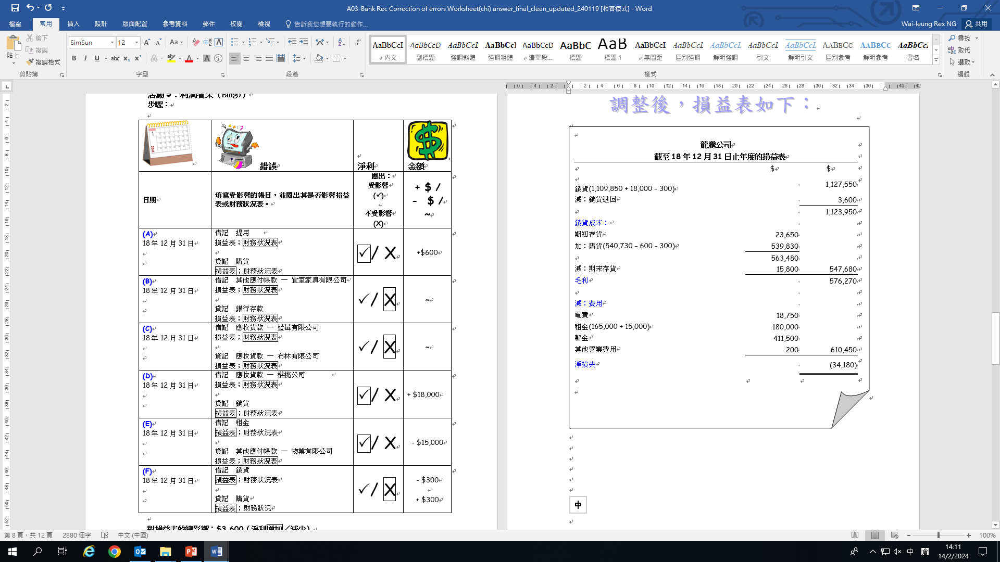 A03-Bank Rec Correction of errors Worksheet(chi) answer_final_clean_updated_240119 [相容模式] - Word
檔案 常用 插入 設計 版面配置 參考資料 郵件 校閱 檢視 告訴我您想要執行的動作...
Wai-leung Rex NG 共用
貼上
剪下
複製
複製格式
剪貼簿
SimSun 12
字型
段落
AaBbCcI 內文
AaBbCcD 副標題
AaBbCcL 強調斜體
AaBbCcI 強調粗體
AaBbCcD 清單段...
AaBbC 標題
AaB 標題 1
AaBbCcI 無間距
AaBbCcL 區別強調
AaBbCcL 鮮明強調
AaBbCcL 引文
AaBbCcL 鮮明引文
AaBbCc 區別參考
AaBbCc 鮮明參考
AaBbCcI 書名
樣式
尋找
取代
選取
編輯
活動 5：利潤賓果（Bingo）
步驟：
錯誤 淨利 金額
日期
填寫受影響的帳目，並圈出其是否影響損益
表或財務狀況表。
圈出：
受影響
(✓)
不受影響
(X)
+ $ /
- $ /
~
(A)
18 年 12 月 31 日
借記 提用
損益表；財務狀況表
貸記 購貨
損益表；財務狀況表
✓/ X
+$600
(B)
18 年 12 月 31 日
借記 其他應付帳款 — 宜室家具有限公司
損益表；財務狀況表
貸記 銀行存款
損益表；財務狀況表
✓/ X
~
(C)
18 年 12 月 31 日
借記 應收貨款 — 藍莓有限公司
損益表；財務狀況表
貸記 應收貨款 — 布林有限公司
損益表；財務狀況表
✓/ X
~
(D)
18 年 12 月 31 日
借記 應收貨款 — 櫻桃公司
損益表；財務狀況表
貸記 銷貨
損益表；財務狀況表
✓/ X
+ $18,000
(E)
18 年 12 月 31 日
借記 租金
損益表；財務狀況表
貸記 其他應付帳款 — 物業有限公司
損益表；財務狀況表
✓/ X
- $15,000
(F)
18 年 12 月 31 日
借記 銷貨
損益表；財務狀況表
貸記 購貨
損益表；財務狀況
✓/ X
- $300
+ $300
對損益表的總影響：$3,600（淨利增加／減少）
調整後，損益表如下：
龍騰公司
截至 18 年 12 月 31 日止年度的損益表
$ $
銷貨(1,109,850 + 18,000 – 300) 1,127,550
減：銷貨退回 3,600
1,123,950
銷貨成本：
期初存貨 23,650
加：購貨(540,730 – 600 - 300) 539,830
563,480
減：期末存貨 15,800 547,680
毛利 576,270
減：費用
電費 18,750
租金(165,000 + 15,000) 180,000
薪金 411,500
其他營業費用 200 610,450
淨損失 (34,180)
中
第 8 頁，共 12 頁 2880 個字 中文 (中國) 100%
中 14:11
14/2/2024